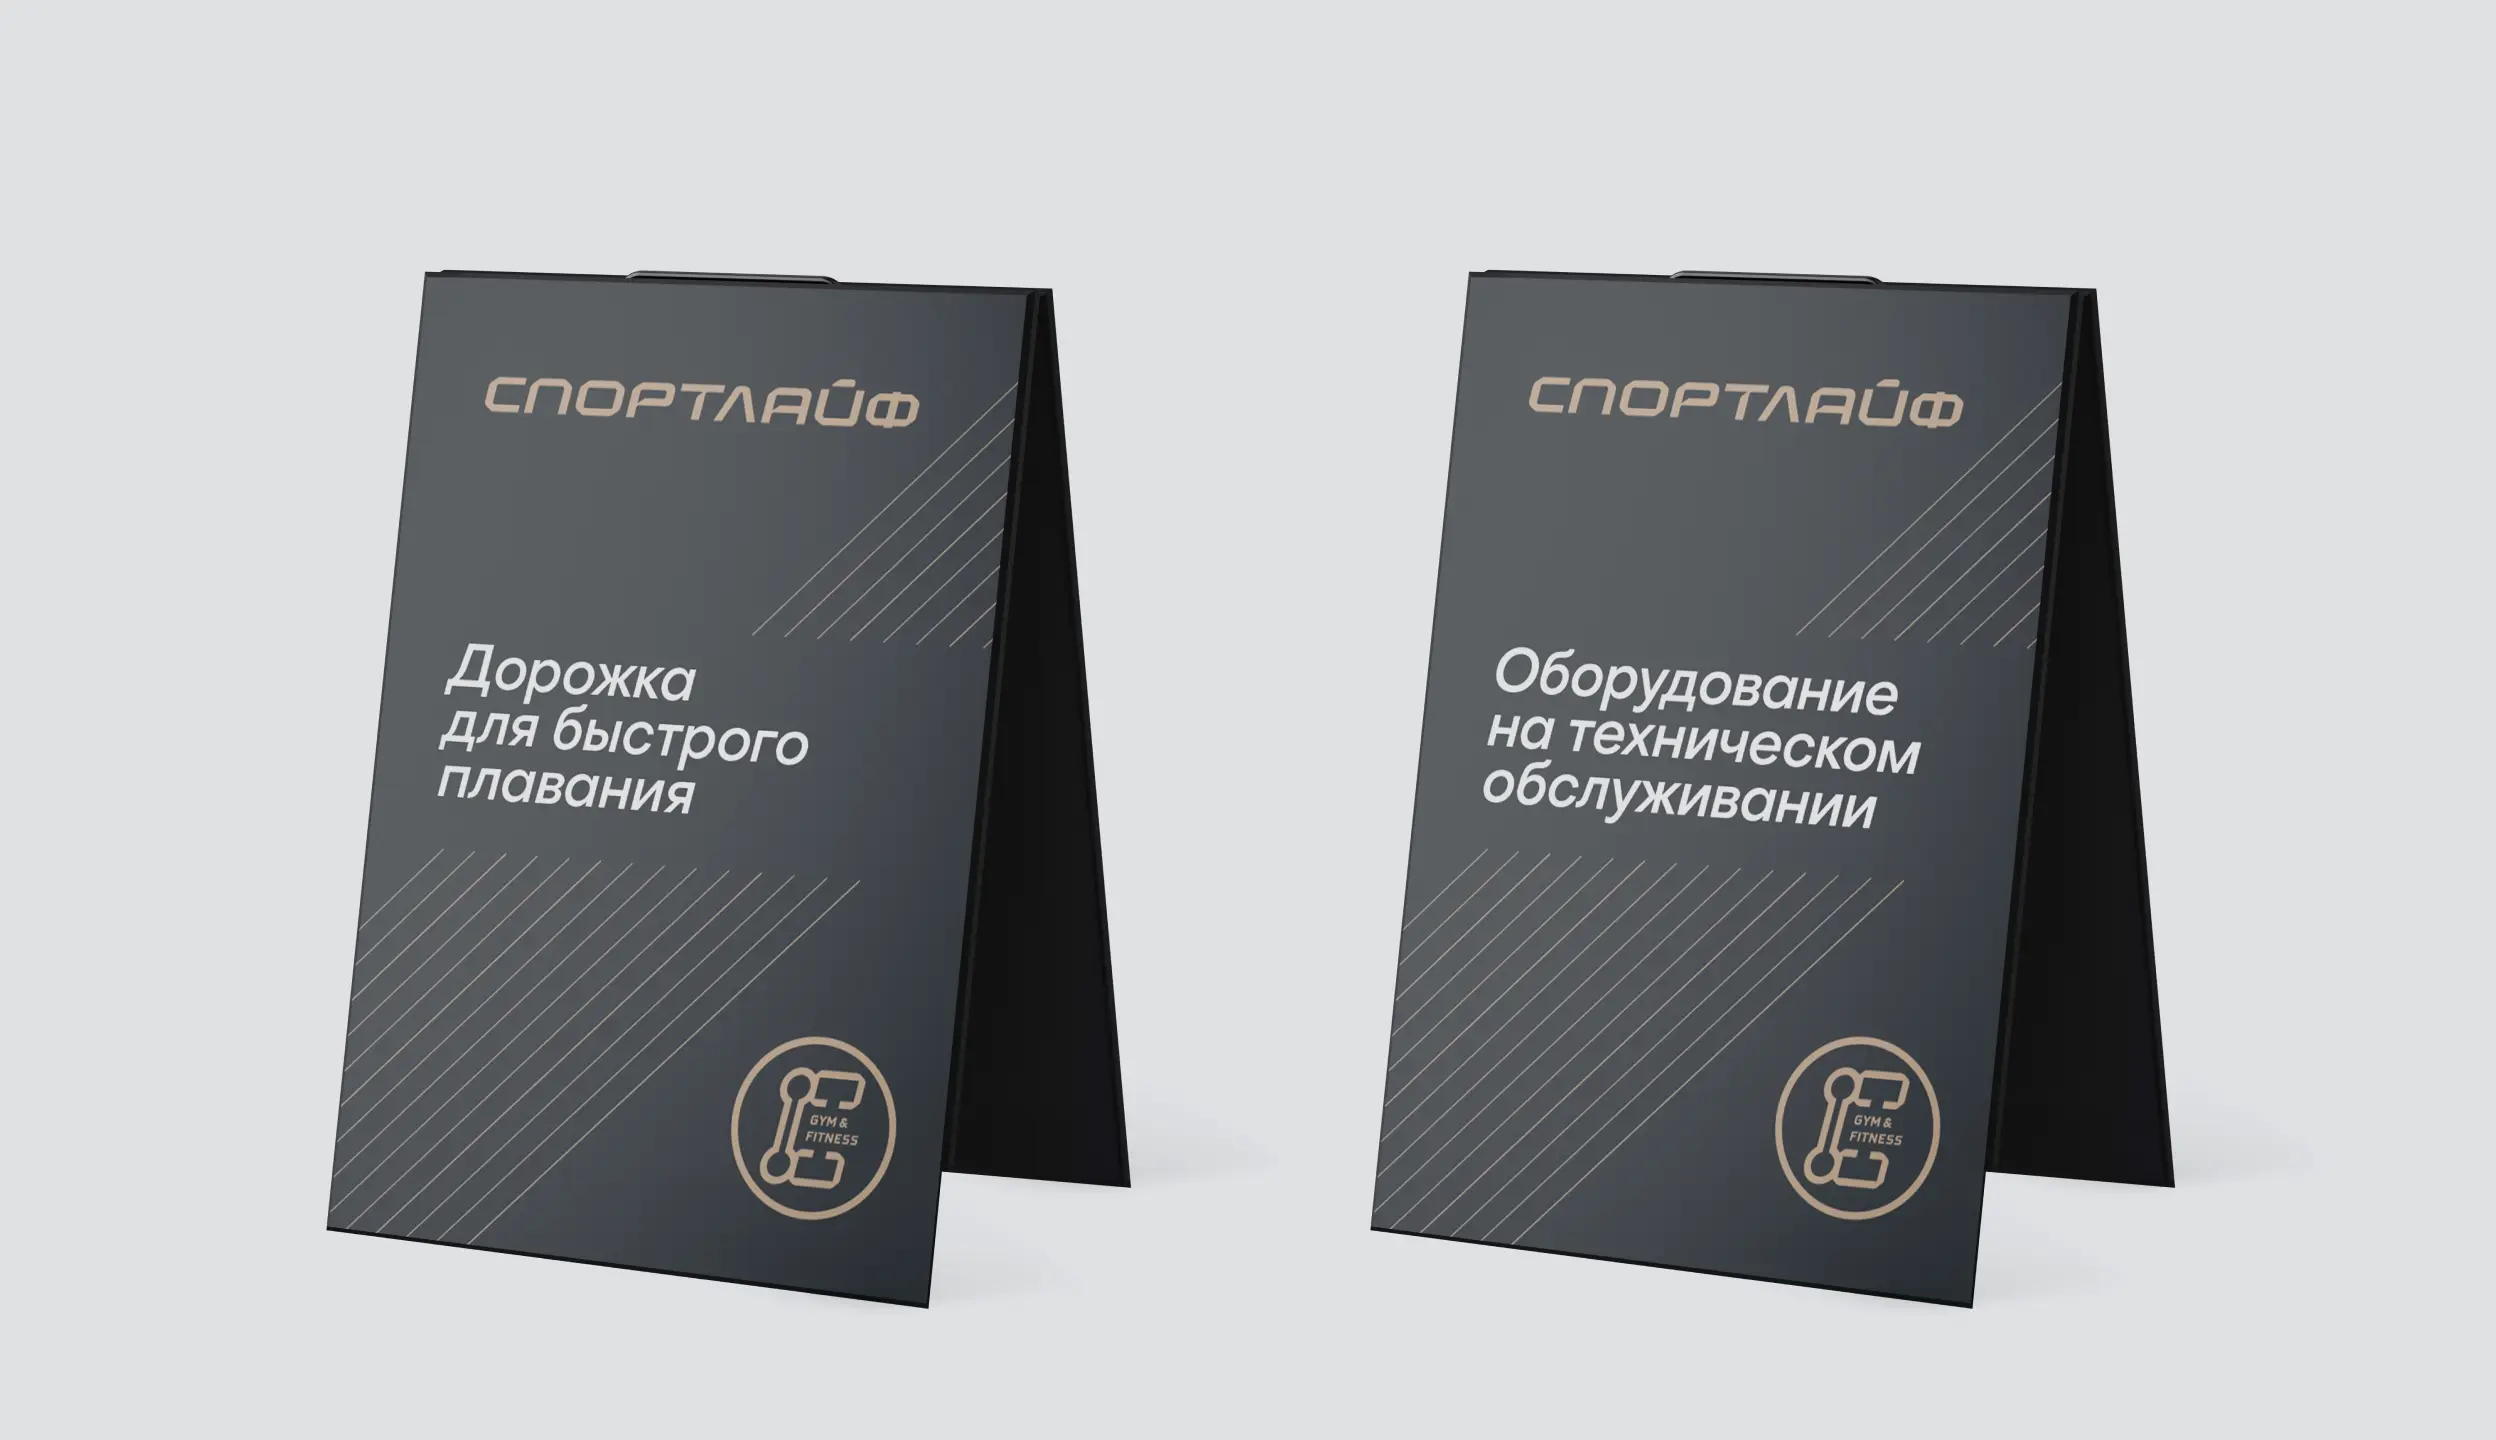 СПОРТЛАЙФ
Дорожка
для быстрого
плавания
GYM &
FITNESS
СПОРТЛАЙФ
Оборудование
на техническом
обслуживании
GYM &
FITNESS